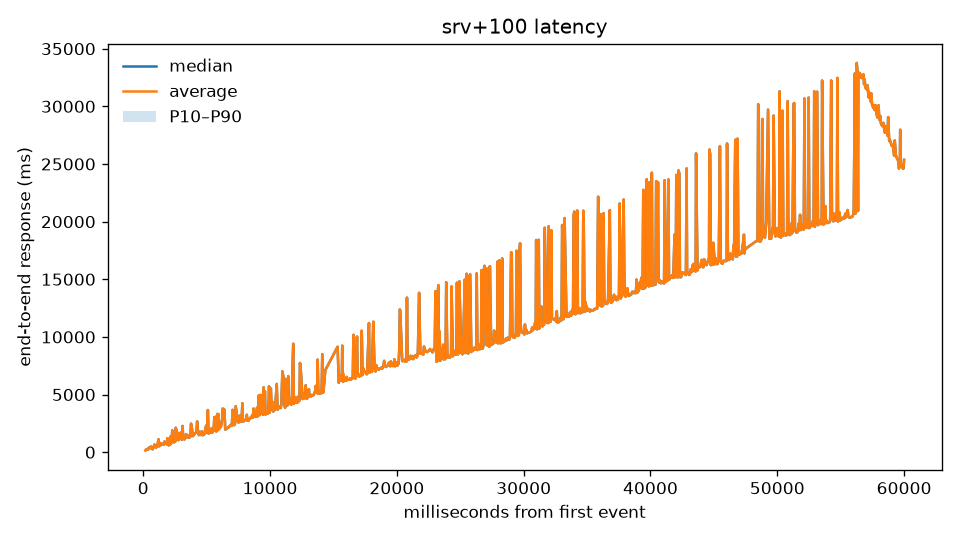 srv+100 latency
median
average
P10–P90
end-to-end response (ms)
35000
30000
25000
20000
15000
10000
5000
0
0 10000 20000 30000 40000 50000 60000
milliseconds from first event